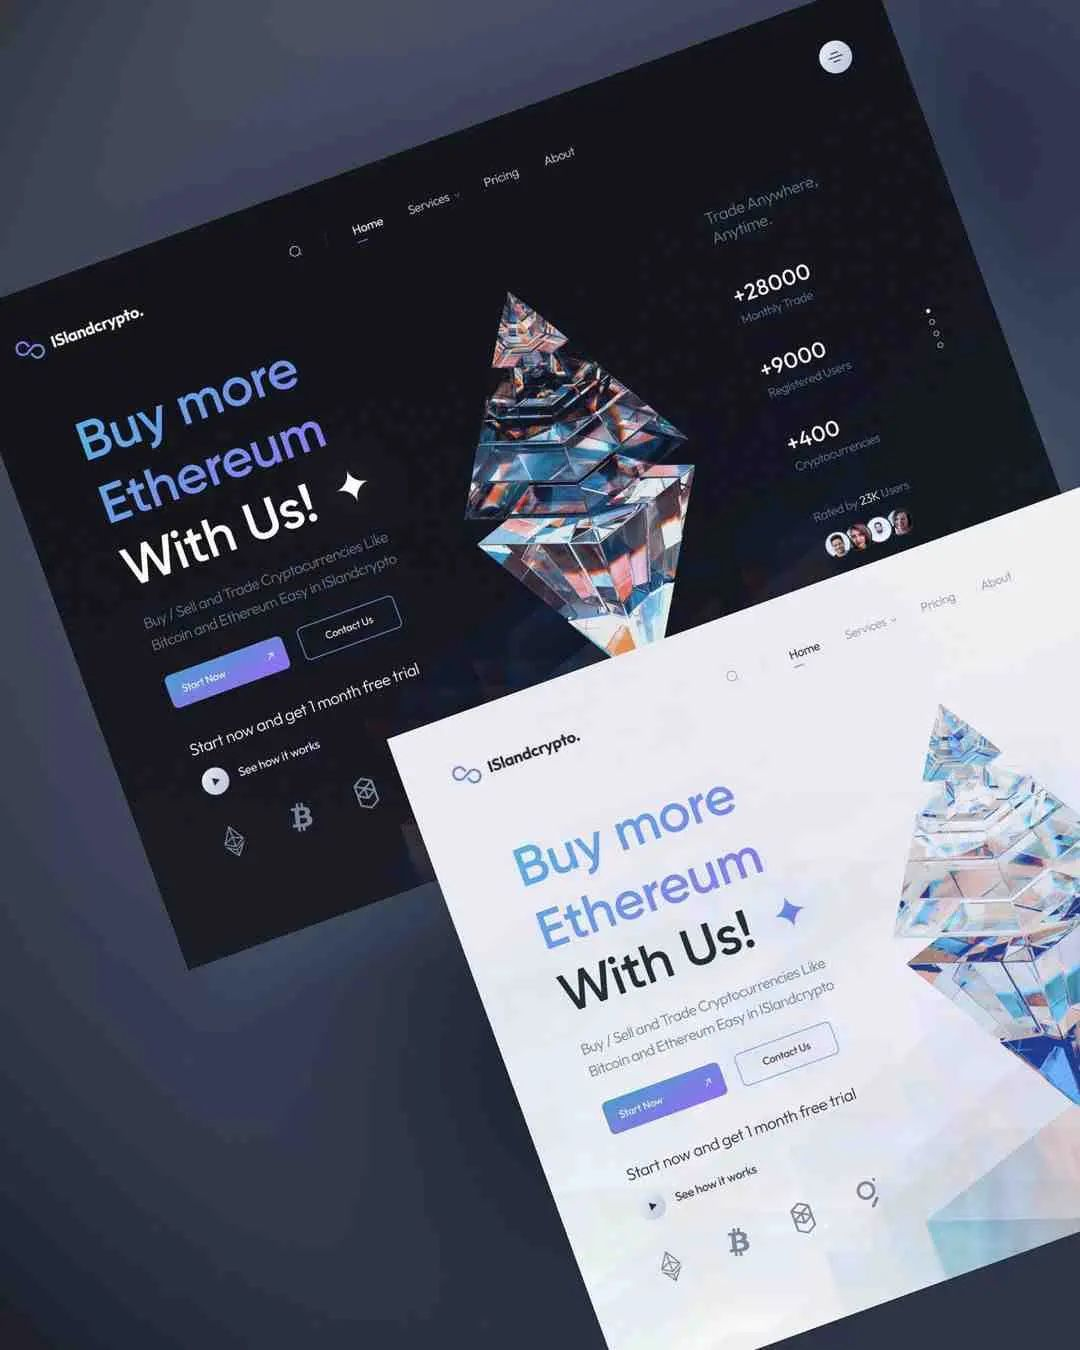 Home
Services
Pricing
About
ISlandcrypto.
Buy more
Ethereum
With Us!
Buy / Sell and Trade Cryptocurrencies Like
Bitcoin and Ethereum Easy in ISlandcrypto
Start Now
Contact Us
Start now and get 1 month free trial
See how it works
Trade Anywhere,
Anytime.
+28000
Monthly Trade
+9000
Registered Users
+400
Cryptocurrencies
Rated by 23K Users
Home
Services
Pricing
About
ISlandcrypto.
Buy more
Ethereum
With Us!
Buy / Sell and Trade Cryptocurrencies Like
Bitcoin and Ethereum Easy in ISlandcrypto
Start Now
Contact Us
Start now and get 1 month free trial
See how it works